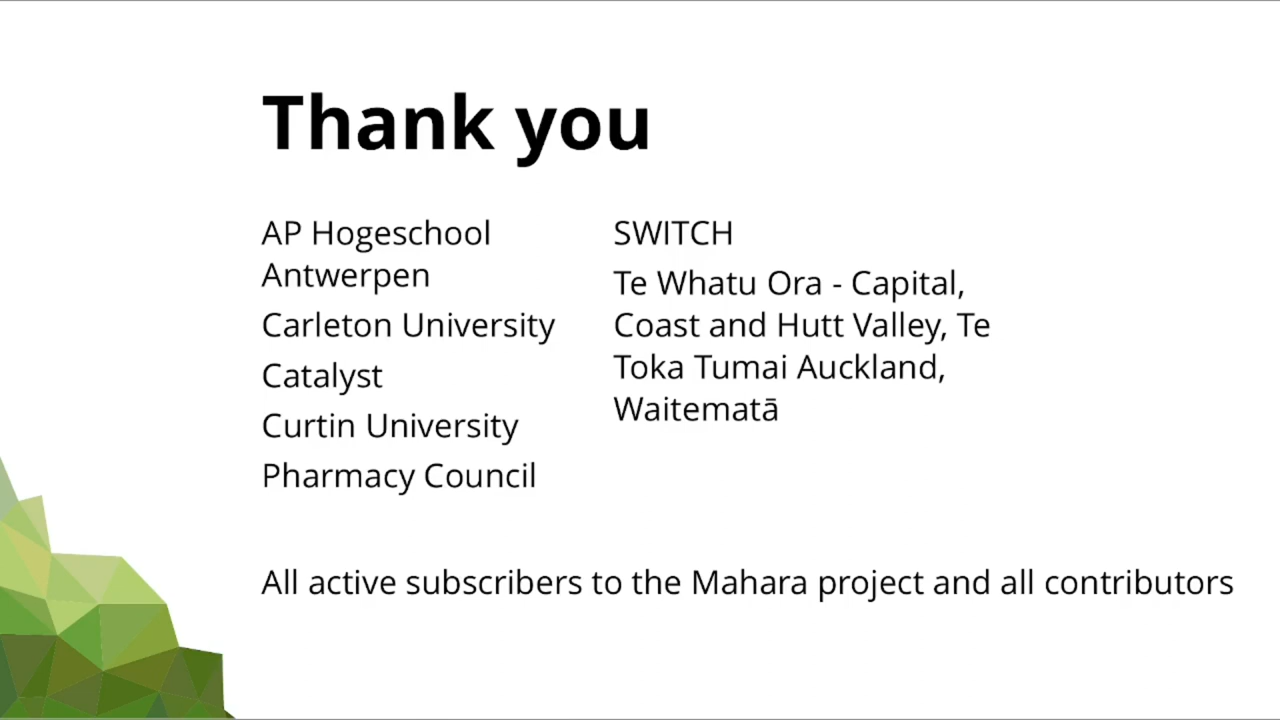 Thank you
AP Hogeschool
Antwerpen
Carleton University
Catalyst
Curtin University
Pharmacy Council
SWITCH
Te Whatu Ora - Capital,
Coast and Hutt Valley, Te
Toka Tumai Auckland,
Waitematā
All active subscribers to the Mahara project and all contributors